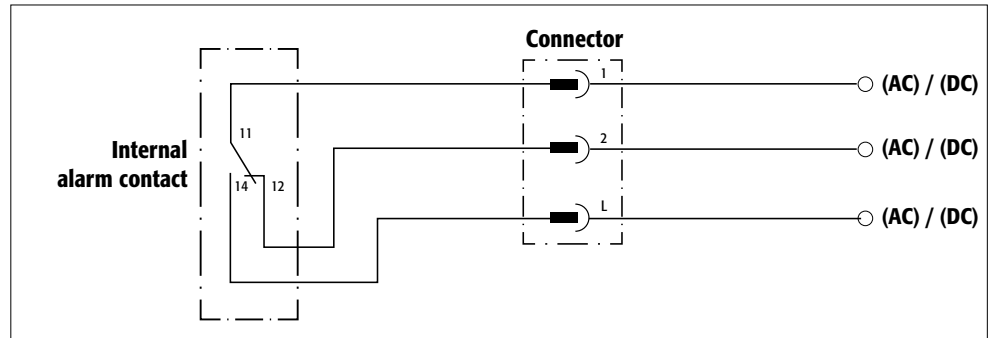 Connector
1
(AC) / (DC)
11
2
(AC) / (DC)
Internal
alarm contact
14
12
L
(AC) / (DC)